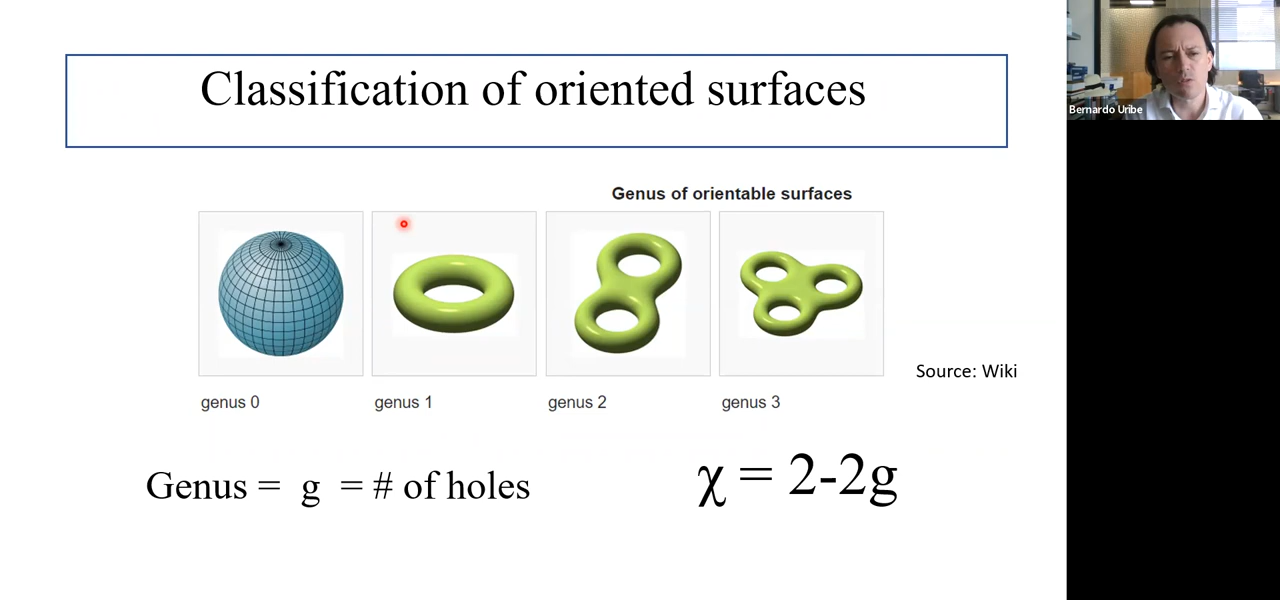 Classification of oriented surfaces
Bernardo Uribe
Genus of orientable surfaces
Source: Wiki
genus 0
genus 1
genus 2
genus 3
Genus = g = # of holes
χ = 2-2g